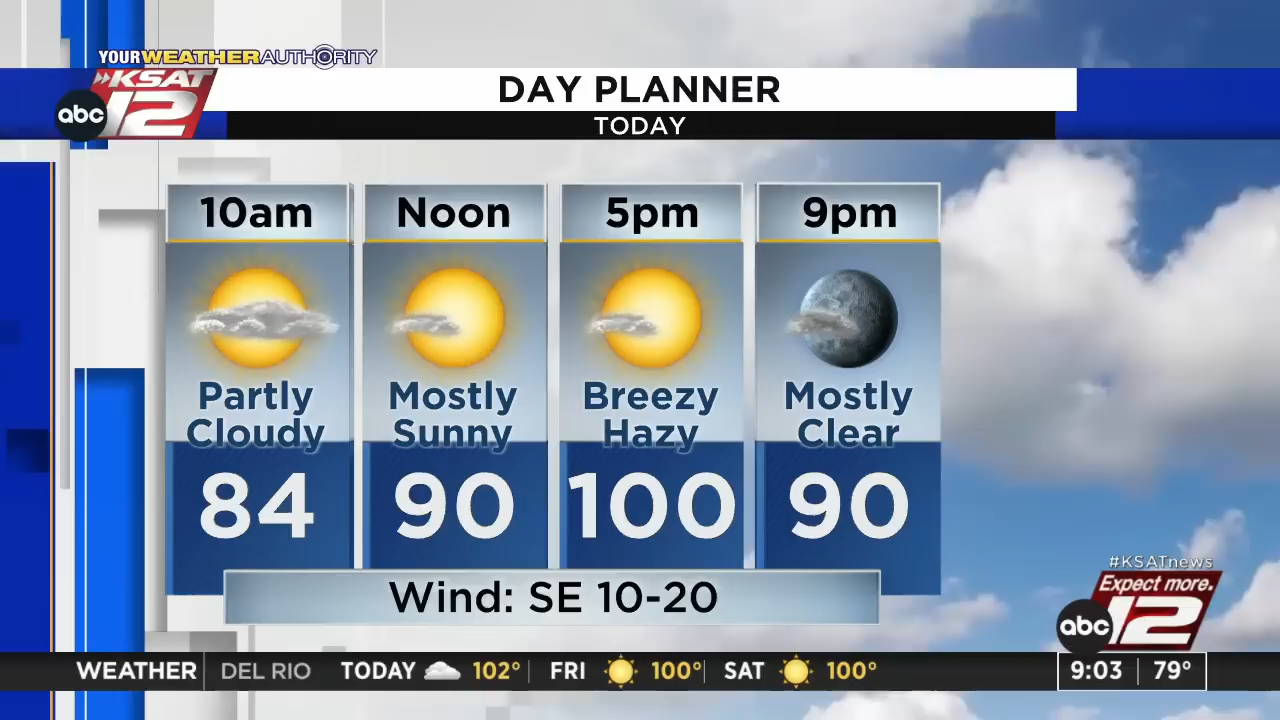 YOURWEATHERAUTHORITY
KSAT
abc 12
DAY PLANNER
TODAY
10am Noon 5pm 9pm
Partly Mostly Breezy Mostly
Cloudy Sunny Hazy Clear
84 90 100 90
Wind: SE 10-20
#KSATnews
Expect more.
abc 12
WEATHER DEL RIO TODAY 102° FRI 100° SAT 100° 9:03 79°